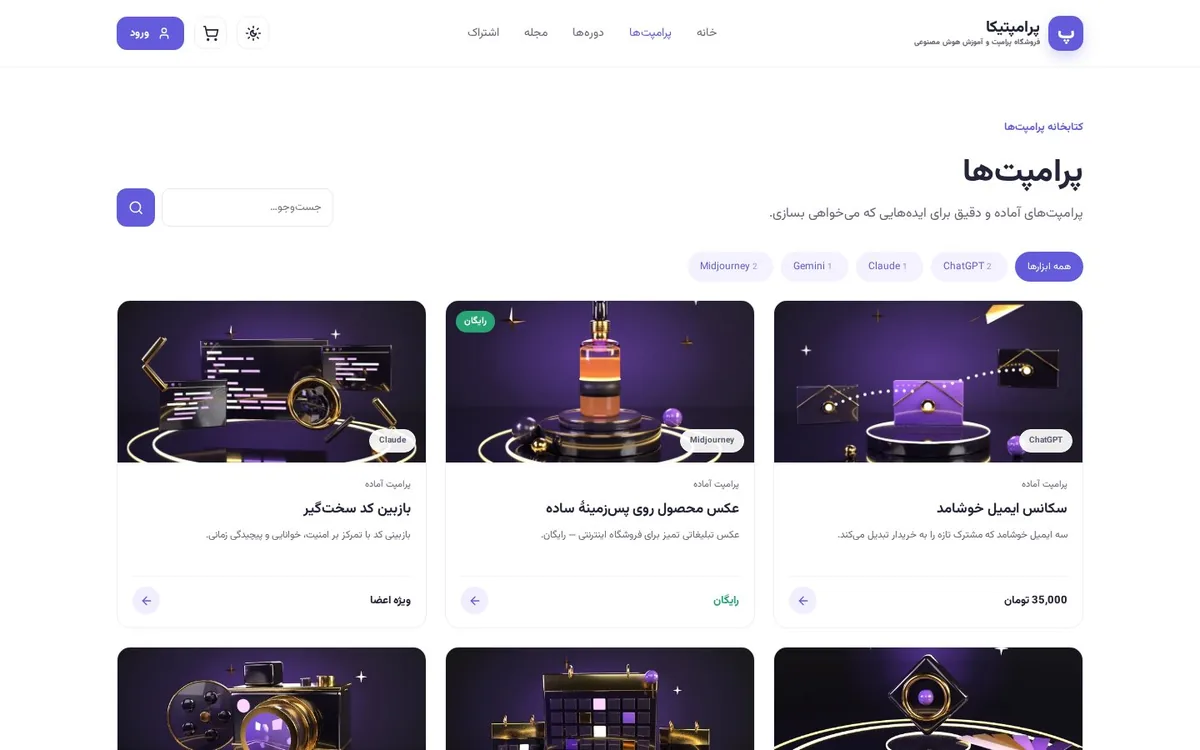 پ
پرامپتیکا
فروشگاه پرامپت و آموزش هوش مصنوعی
خانه
پرامپت‌ها
دوره‌ها
مجله
اشتراک
ورود
کتابخانه پرامپت‌ها
پرامپت‌ها
پرامپت‌های آماده و دقیق برای ایده‌هایی که می‌خواهی بسازی.
جست‌وجو…
همه ابزارها
ChatGPT 2
Claude 1
Gemini 1
Midjourney 2
ChatGPT
پرامپت آماده
سکانس ایمیل خوشامد
سه ایمیل خوشامد که مشترک تازه را به خریدار تبدیل می‌کند.
35,000 تومان
رایگان
Midjourney
پرامپت آماده
عکس محصول روی پس‌زمینهٔ ساده
عکس تبلیغاتی تمیز برای فروشگاه اینترنتی — رایگان.
رایگان
Claude
پرامپت آماده
بازبین کد سخت‌گیر
بازبینی کد با تمرکز بر امنیت، خوانایی و پیچیدگی زمانی.
ویژه اعضا